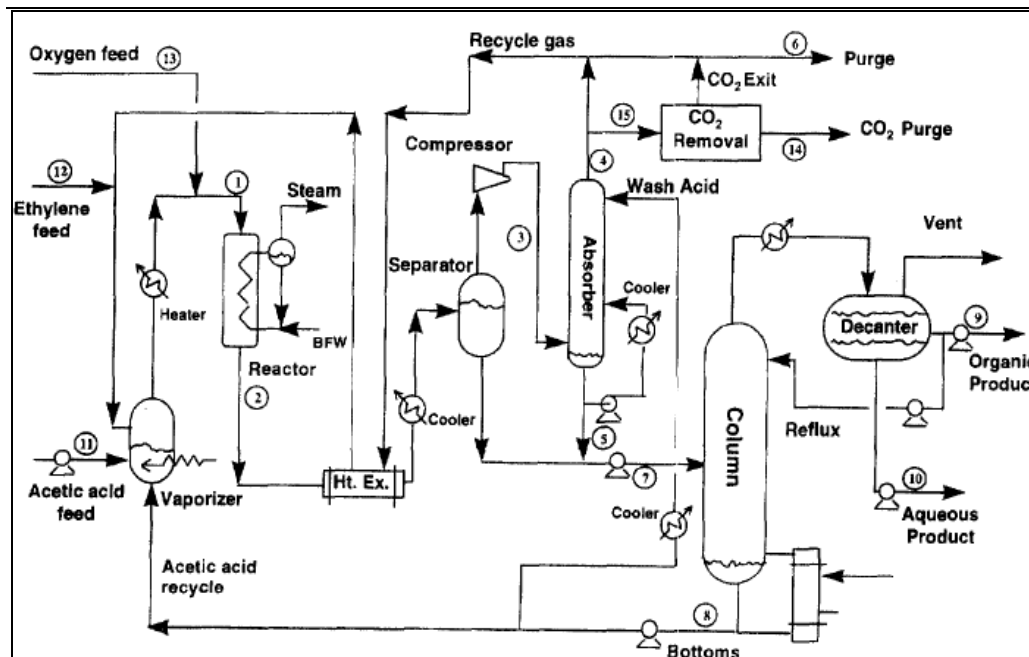 Recycle gas
6
Purge
Oxygen feed
13
CO2 Exit
15
CO2
Removal
14
CO2 Purge
Compressor
4
12
Ethylene
feed
1
Steam
Wash Acid
3
Separator
Absorber
Cooler
Vent
Heater
BFW
Decanter
9
Organic
Product
Reactor
2
Cooler
Column
Reflux
5
11
Acetic acid
feed
Vaporizer
Ht. Ex.
7
Cooler
10
Aqueous
Product
Acetic acid
recycle
8
Bottoms